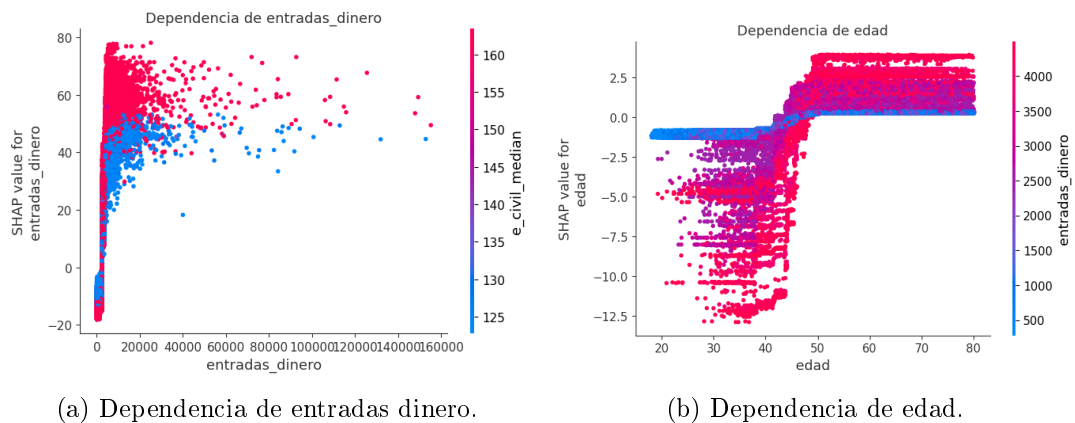 Dependencia de entradas_dinero
80
60
40
20
0
−20
SHAP value for
entradas_dinero
0 20000 40000 60000 80000 100000 120000 140000 160000
entradas_dinero
160
155
150
145
140
135
130
125
e_civil_median
(a) Dependencia de entradas dinero.
Dependencia de edad
2.5
0.0
−2.5
−5.0
−7.5
−10.0
−12.5
SHAP value for
edad
20 30 40 50 60 70 80
edad
4000
3500
3000
2500
2000
1500
1000
500
entradas_dinero
(b) Dependencia de edad.